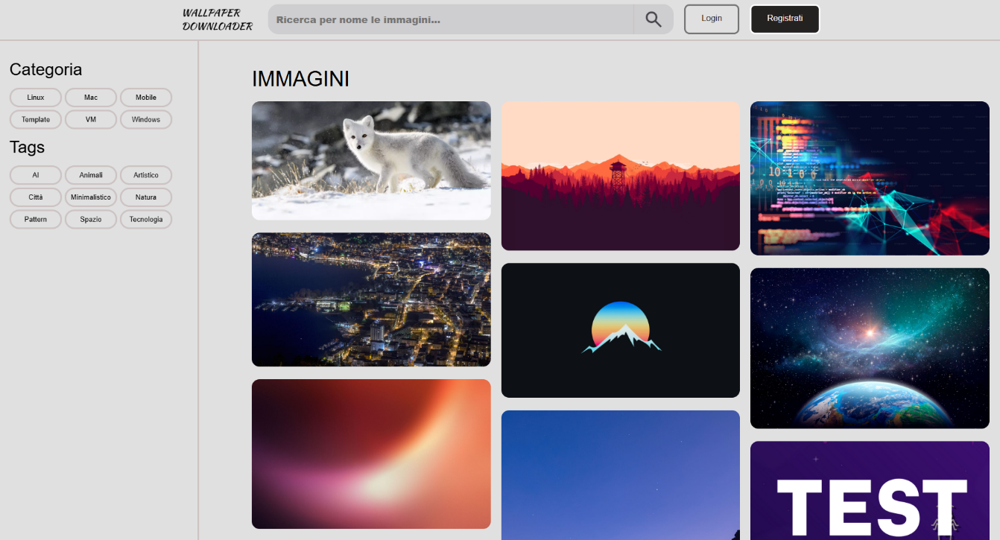 WALLPAPER
DOWNLOADER
Ricerca per nome le immagini...
Login
Registrati
Categoria
Linux
Mac
Mobile
Template
VM
Windows
Tags
AI
Animali
Artistico
Città
Minimalistico
Natura
Pattern
Spazio
Tecnologia
IMMAGINI
TEST